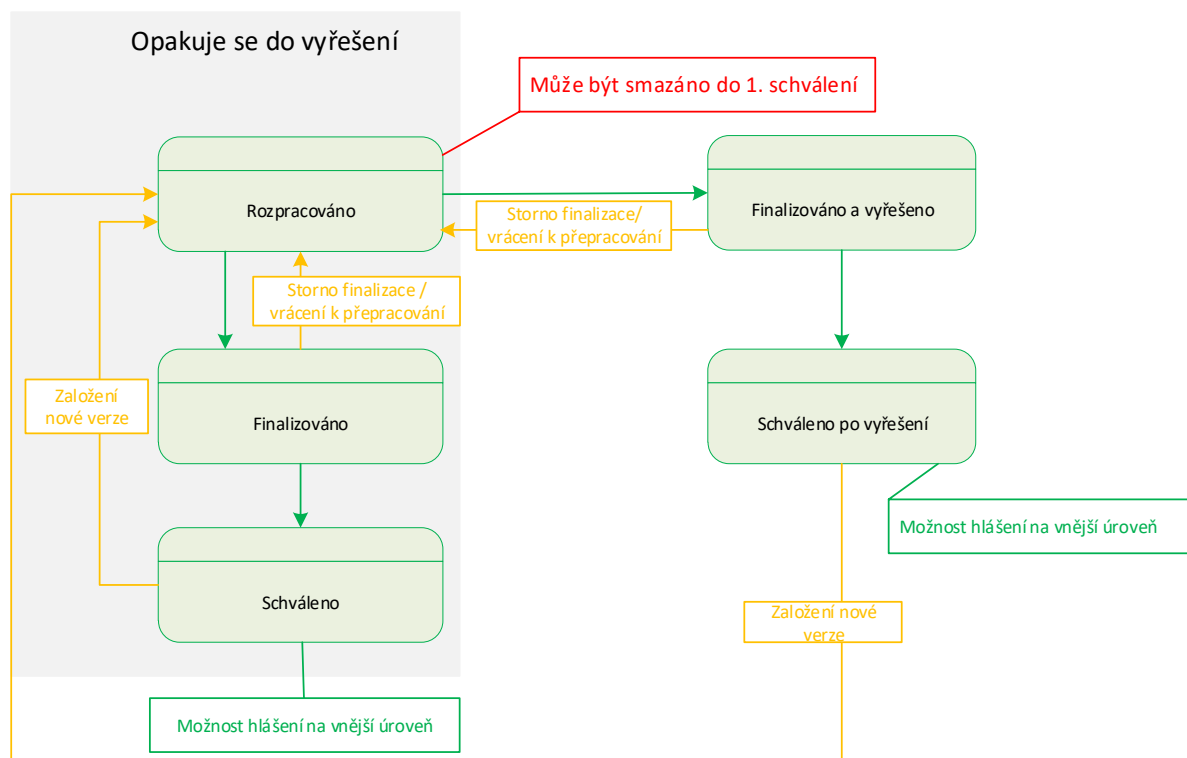 Opakuje se do vyřešení
Může být smazáno do 1. schválení
Rozpracováno
Finalizováno a vyřešeno
Storno finalizace/
vrácení k přepracování
Storno finalizace /
vrácení k přepracování
Založení
nové verze
Finalizováno
Schváleno po vyřešení
Možnost hlášení na vnější úroveň
Schváleno
Založení nové
verze
Možnost hlášení na vnější úroveň